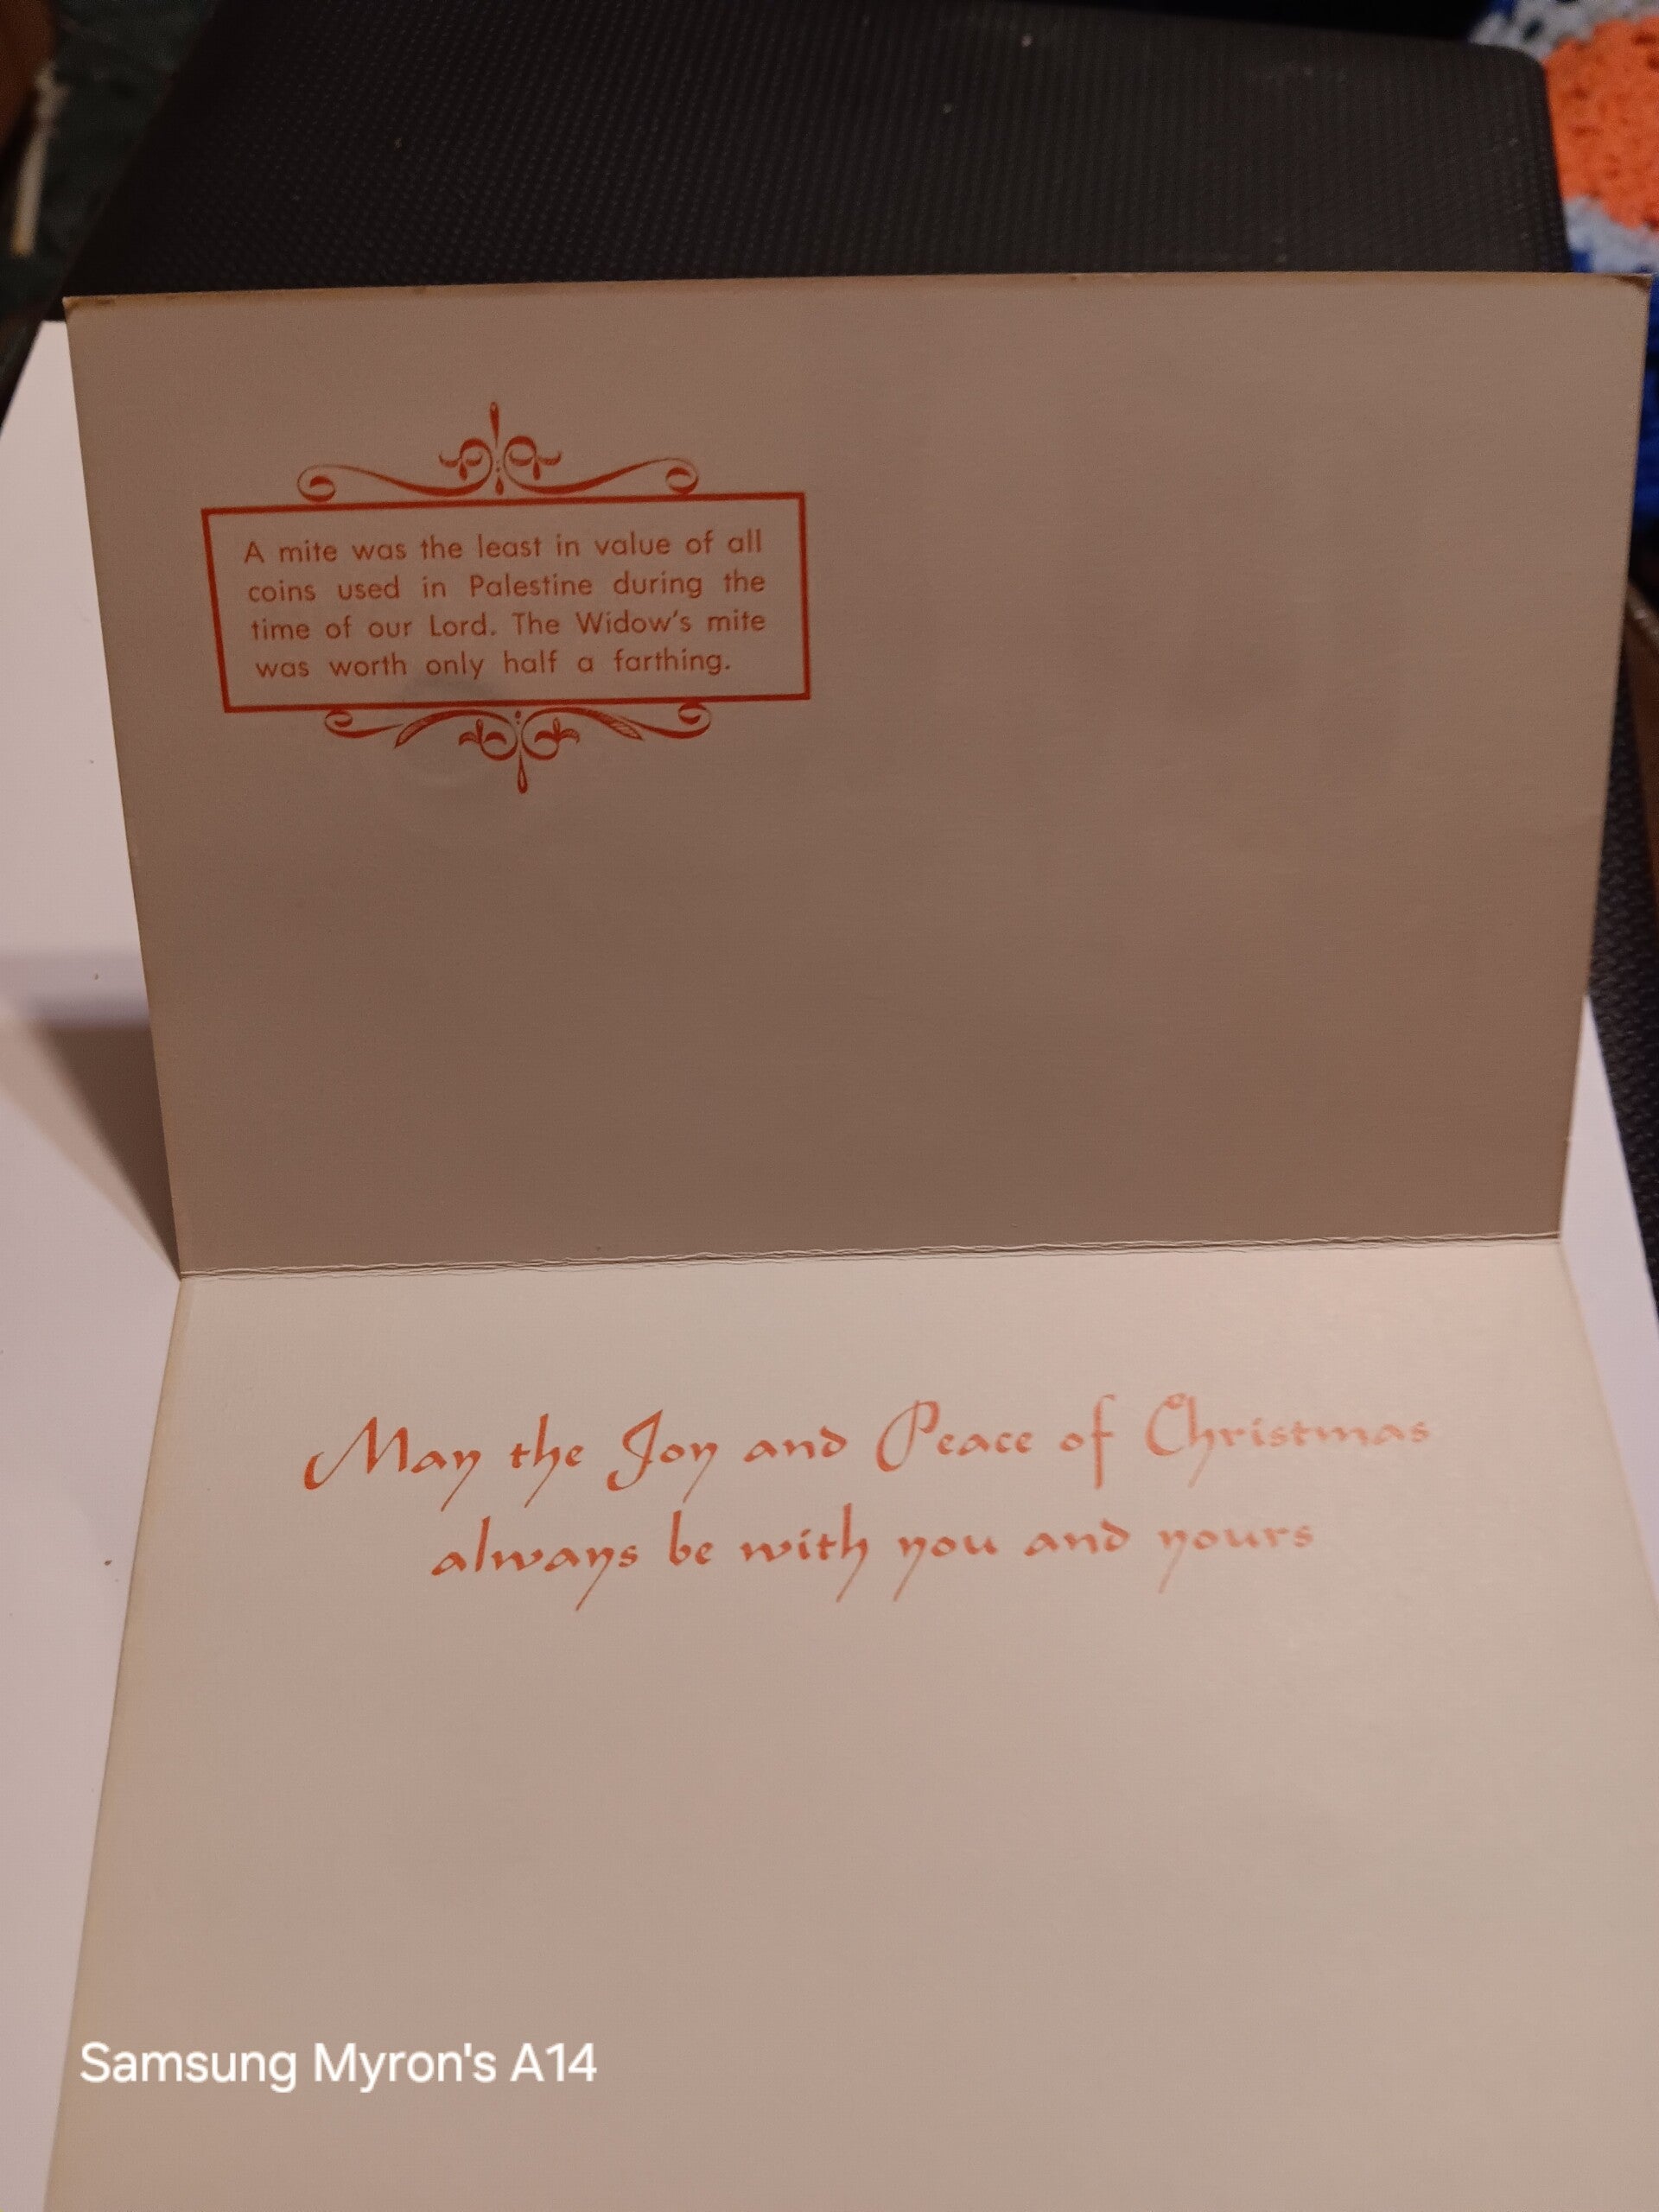 A mite was the least in value of all
coins used in Palestine during the
time of our Lord. The Widow's mite
was worth only half a farthing.
May the Joy and Peace of Christmas
always be with you and yours
Samsung Myron's A14